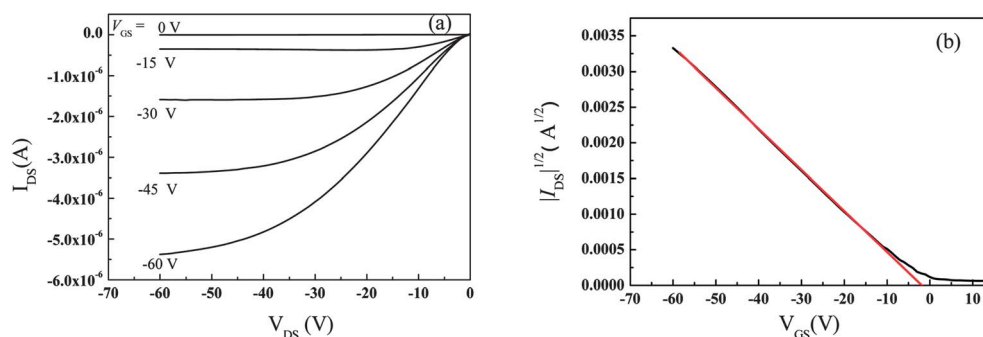 V_GS = 0 V
(a)
-15 V
-30 V
-45 V
-60 V
0.0
-1.0x10⁻⁶
-2.0x10⁻⁶
-3.0x10⁻⁶
-4.0x10⁻⁶
-5.0x10⁻⁶
-6.0x10⁻⁶
I_DS(A)
-60 -50 -40 -30 -20 -10 0
V_DS (V)
(b)
0.0035
0.0030
0.0025
0.0020
0.0015
0.0010
0.0005
0.0000
|I_DS|^1/2( A^1/2)
-70 -60 -50 -40 -30 -20 -10 0 10
V_GS(V)